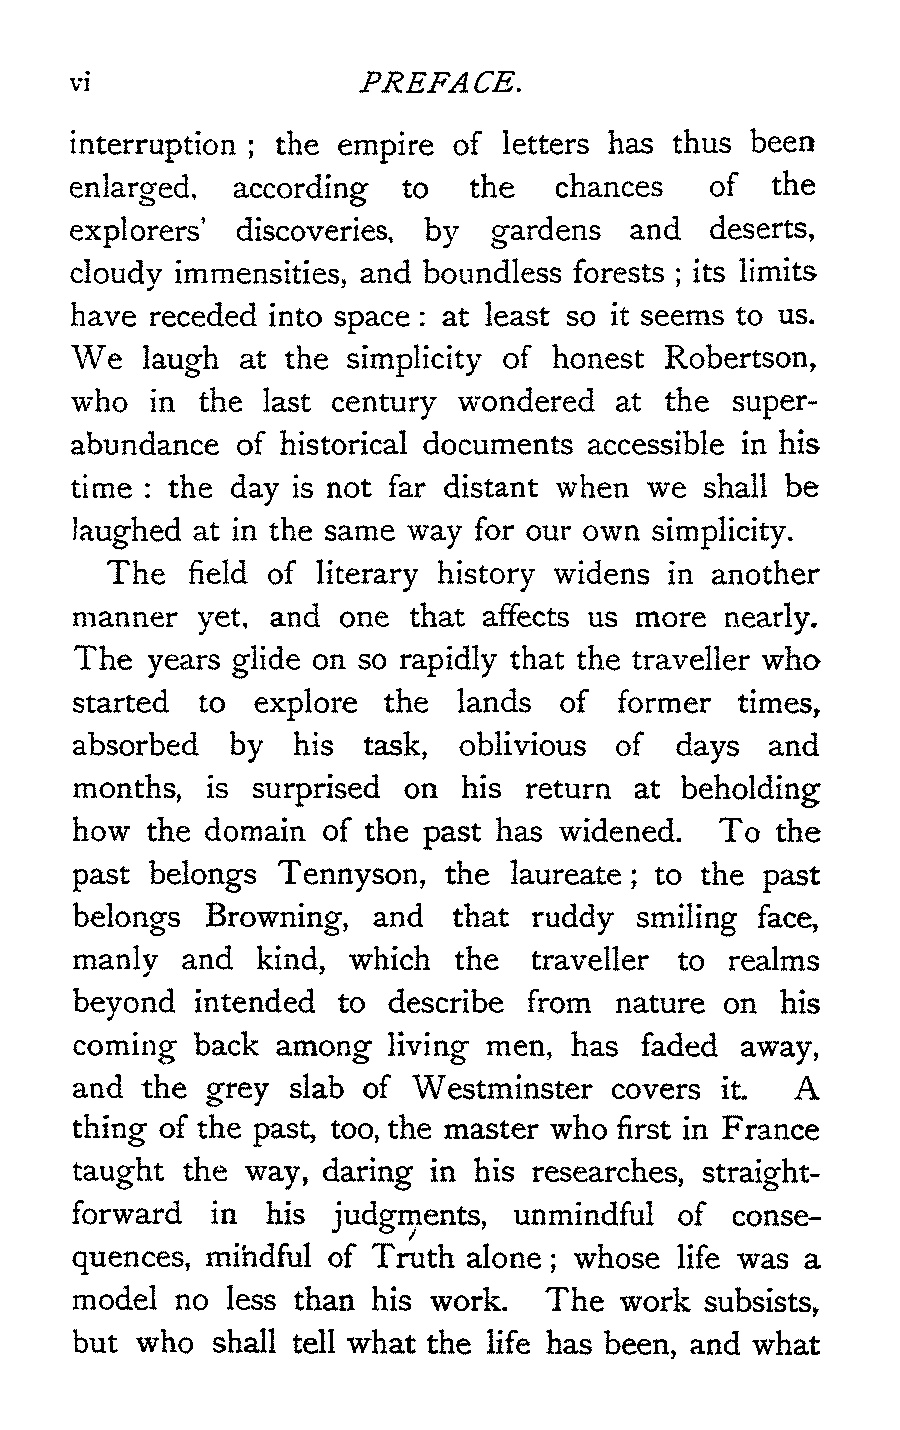 vi PREFACE.
interruption ; the empire of letters has thus been
enlarged, according to the chances of the
explorers' discoveries, by gardens and deserts,
cloudy immensities, and boundless forests ; its limits
have receded into space : at least so it seems to us.
We laugh at the simplicity of honest Robertson,
who in the last century wondered at the super-
abundance of historical documents accessible in his
time : the day is not far distant when we shall be
laughed at in the same way for our own simplicity.
The field of literary history widens in another
manner yet, and one that affects us more nearly.
The years glide on so rapidly that the traveller who
started to explore the lands of former times,
absorbed by his task, oblivious of days and
months, is surprised on his return at beholding
how the domain of the past has widened. To the
past belongs Tennyson, the laureate ; to the past
belongs Browning, and that ruddy smiling face,
manly and kind, which the traveller to realms
beyond intended to describe from nature on his
coming back among living men, has faded away,
and the grey slab of Westminster covers it. A
thing of the past, too, the master who first in France
taught the way, daring in his researches, straight-
forward in his judgments, unmindful of conse-
quences, mindful of Truth alone ; whose life was a
model no less than his work. The work subsists,
but who shall tell what the life has been, and what